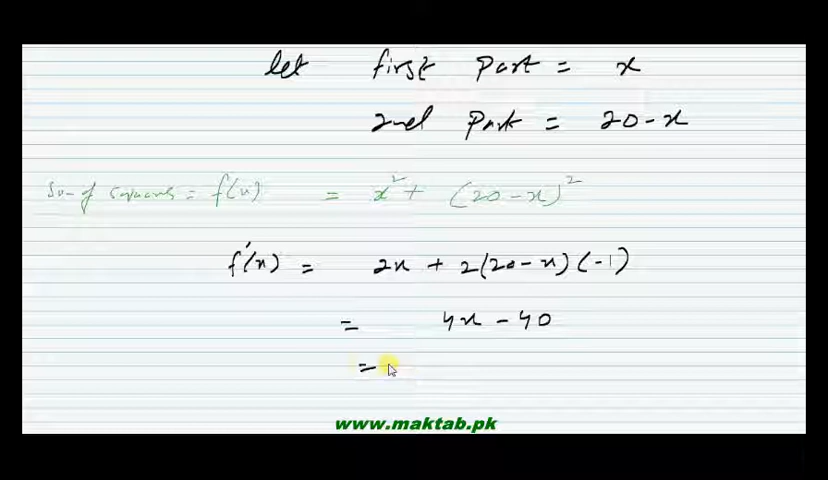 let first Part = x
2nd Part = 20-x
Sum of squares = f(x) = x² + (20-x)²
f'(x) = 2x + 2(20-x)(-1)
= 4x - 40
=
www.maktab.pk